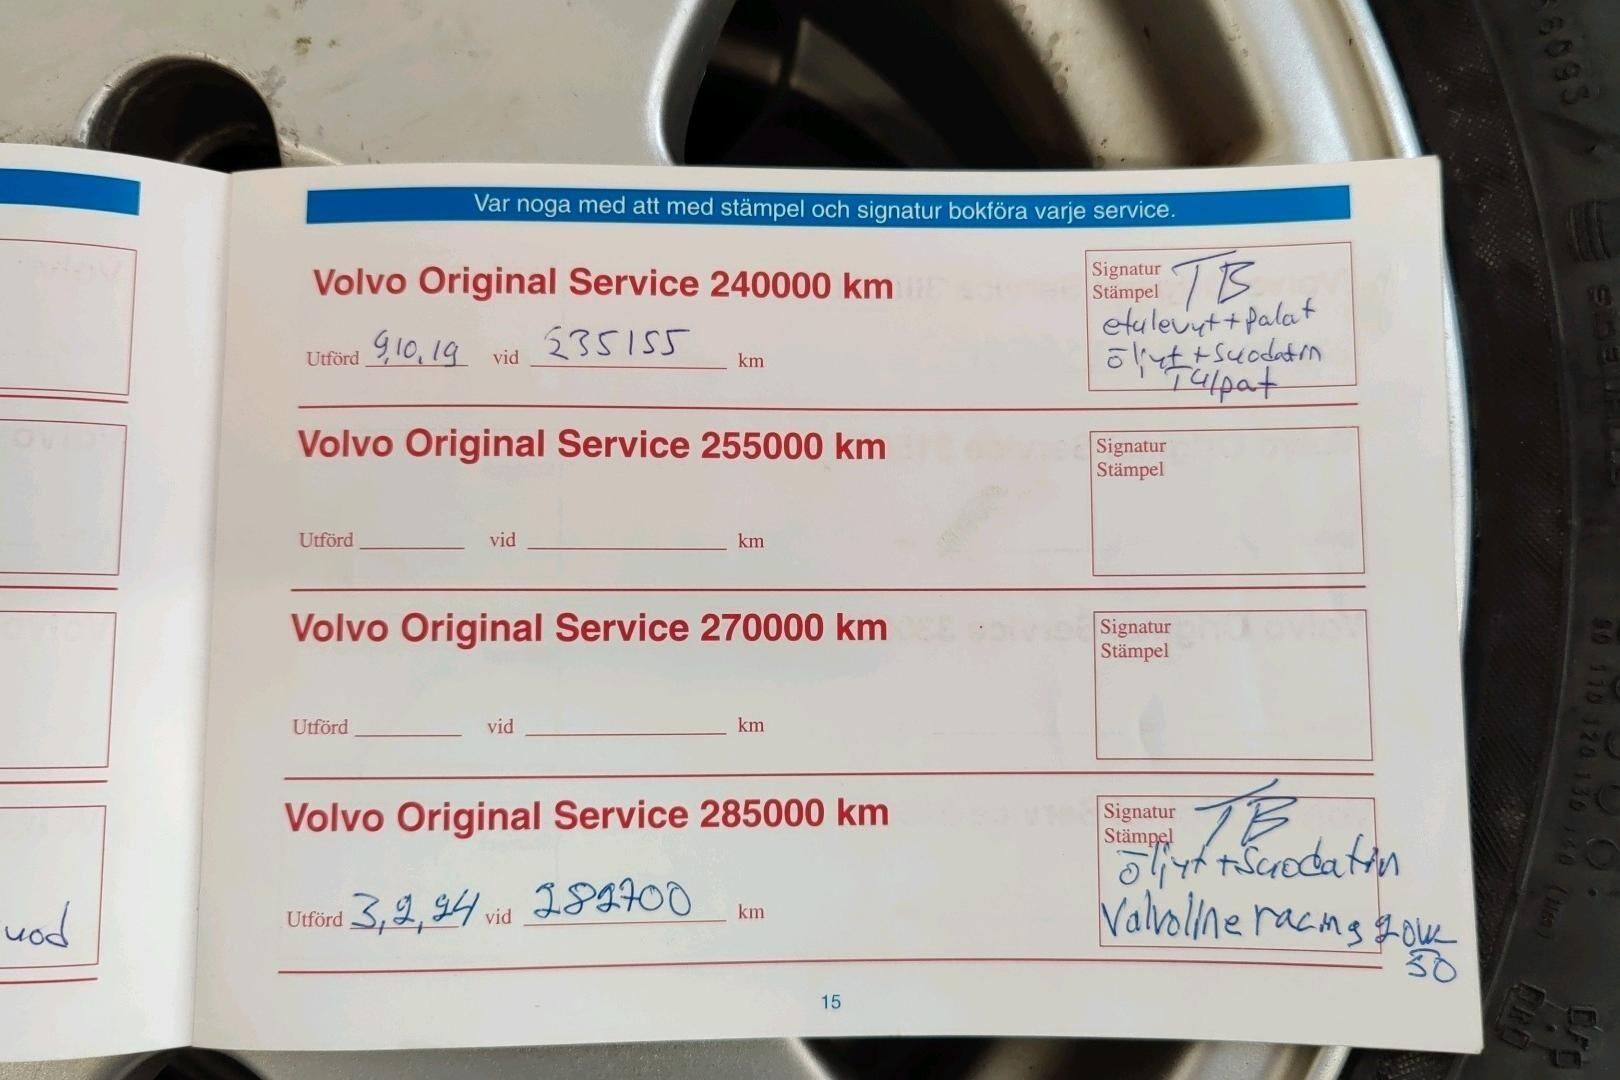 Var noga med att med stämpel och signatur bokföra varje service.
Volvo Original Service 240000 km
Utförd 9,10,19 vid 235155 km
Signatur TB
Stämpel
etulevyt + palat
öljyt + suodatin
Tulpat
Volvo Original Service 255000 km
Utförd vid km
Signatur
Stämpel
Volvo Original Service 270000 km
Utförd vid km
Signatur
Stämpel
Volvo Original Service 285000 km
Utförd 3,2,24 vid 282700 km
Signatur TB
Stämpel
öljyt + suodatin
Valvoline racing 20w
50
uod
15